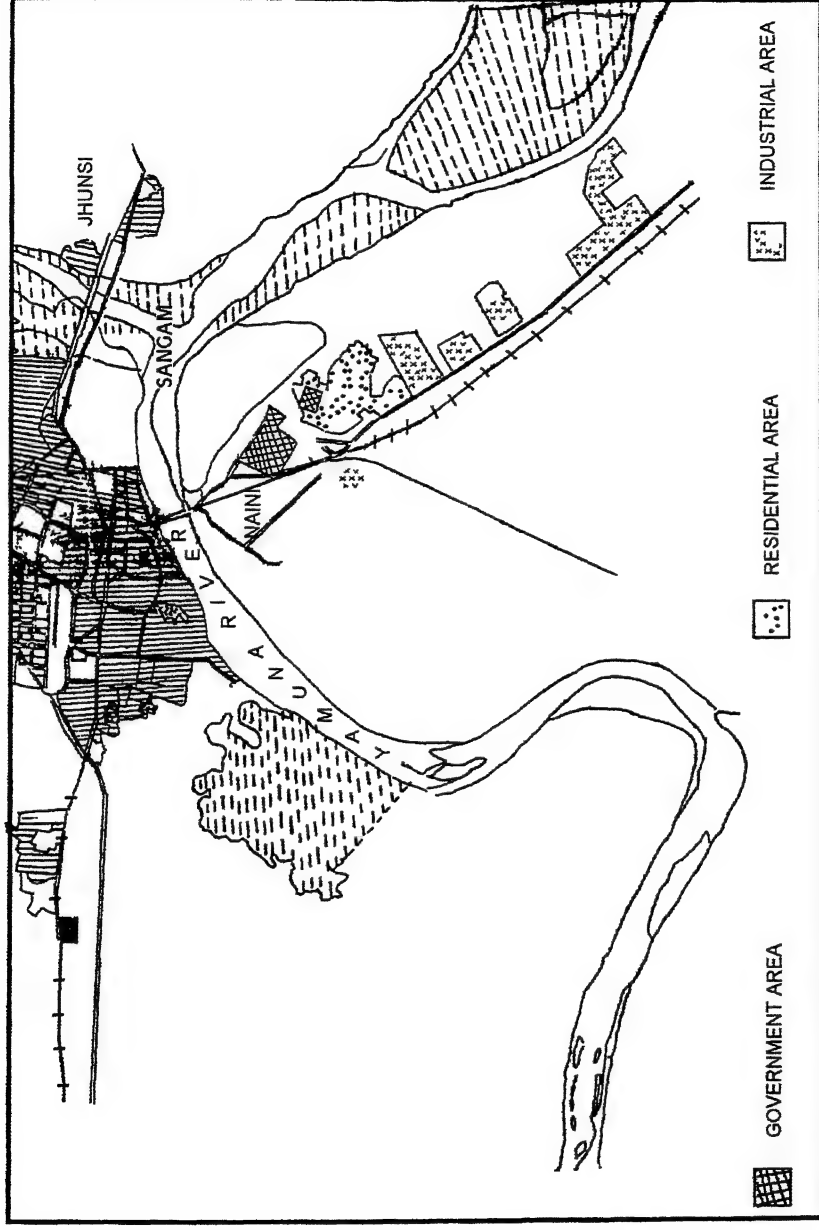 JHUNSI
SANGAM
NAINI
YAMUNA RIVER
GOVERNMENT AREA
RESIDENTIAL AREA
INDUSTRIAL AREA